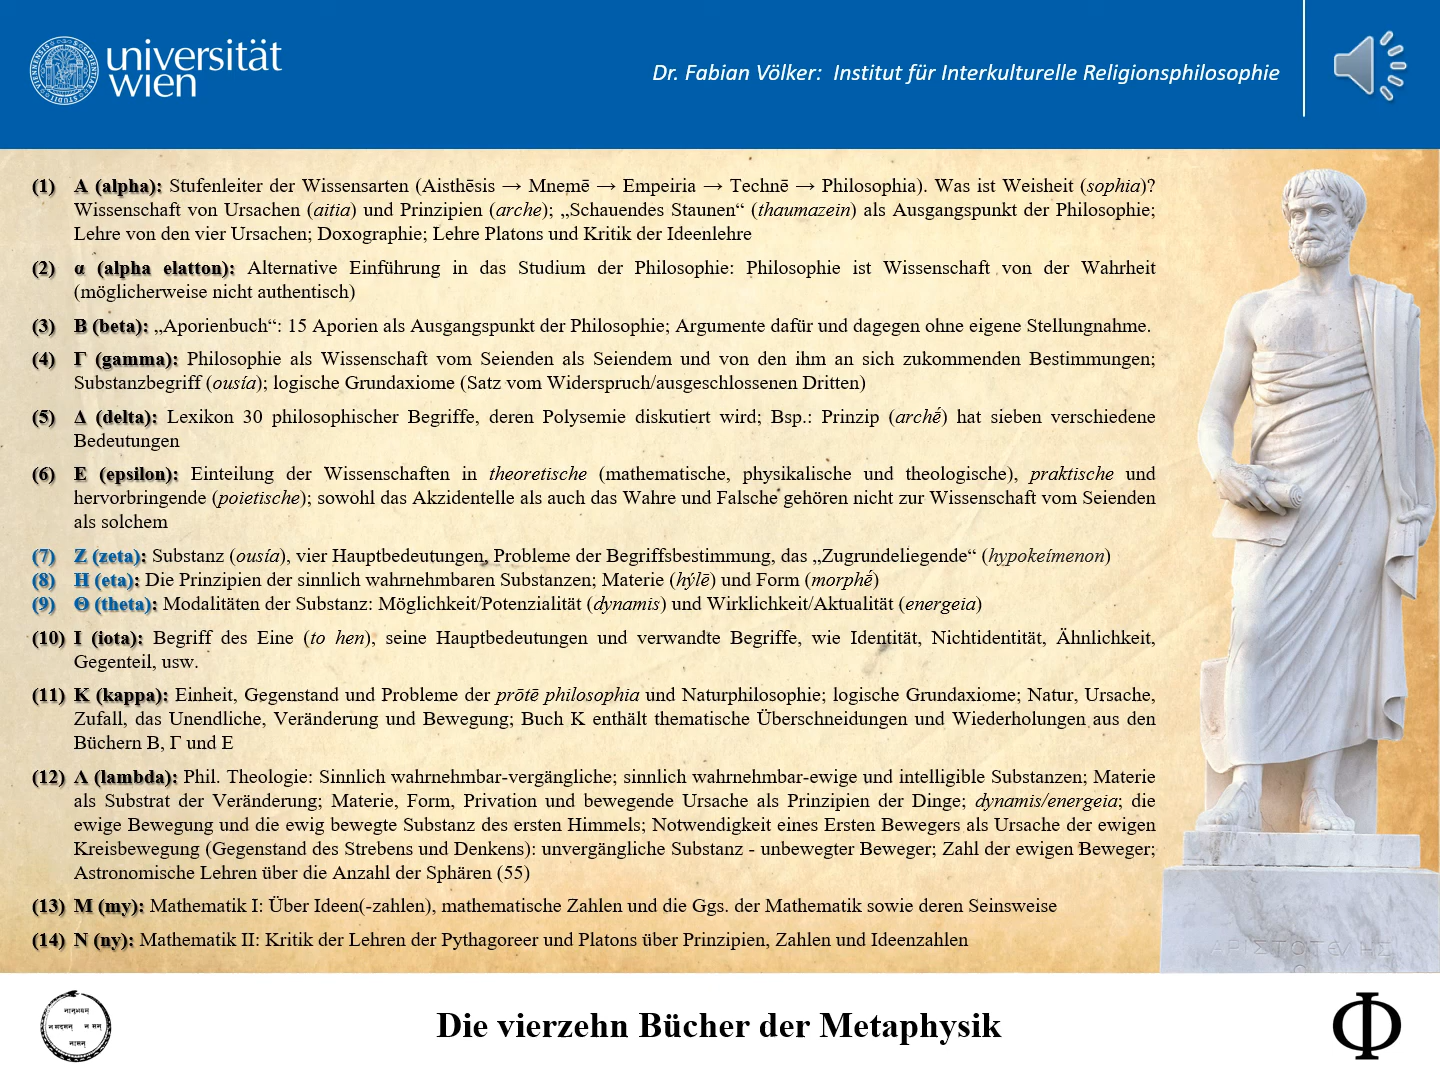 universität
wien
Dr. Fabian Völker:  Institut für Interkulturelle Religionsphilosophie
(1) A (alpha): Stufenleiter der Wissensarten (Aisthēsis → Mnemē → Empeiria → Technē → Philosophia). Was ist Weisheit (sophia)?
Wissenschaft von Ursachen (aitia) und Prinzipien (arche); „Schauendes Staunen“ (thaumazein) als Ausgangspunkt der Philosophie;
Lehre von den vier Ursachen; Doxographie; Lehre Platons und Kritik der Ideenlehre
(2) α (alpha elatton): Alternative Einführung in das Studium der Philosophie: Philosophie ist Wissenschaft von der Wahrheit
(möglicherweise nicht authentisch)
(3) B (beta): „Aporienbuch“: 15 Aporien als Ausgangspunkt der Philosophie; Argumente dafür und dagegen ohne eigene Stellungnahme.
(4) Γ (gamma): Philosophie als Wissenschaft vom Seienden als Seiendem und von den ihm an sich zukommenden Bestimmungen;
Substanzbegriff (ousía); logische Grundaxiome (Satz vom Widerspruch/ausgeschlossenen Dritten)
(5) Δ (delta): Lexikon 30 philosophischer Begriffe, deren Polysemie diskutiert wird; Bsp.: Prinzip (archḗ) hat sieben verschiedene
Bedeutungen
(6) E (epsilon): Einteilung der Wissenschaften in theoretische (mathematische, physikalische und theologische), praktische und
hervorbringende (poietische); sowohl das Akzidentelle als auch das Wahre und Falsche gehören nicht zur Wissenschaft vom Seienden
als solchem
(7) Z (zeta): Substanz (ousía), vier Hauptbedeutungen, Probleme der Begriffsbestimmung, das „Zugrundeliegende“ (hypokeímenon)
(8) H (eta): Die Prinzipien der sinnlich wahrnehmbaren Substanzen; Materie (hýlē) und Form (morphḗ)
(9) Θ (theta): Modalitäten der Substanz: Möglichkeit/Potenzialität (dynamis) und Wirklichkeit/Aktualität (energeia)
(10) I (iota): Begriff des Eine (to hen), seine Hauptbedeutungen und verwandte Begriffe, wie Identität, Nichtidentität, Ähnlichkeit,
Gegenteil, usw.
(11) K (kappa): Einheit, Gegenstand und Probleme der prōtē philosophia und Naturphilosophie; logische Grundaxiome; Natur, Ursache,
Zufall, das Unendliche, Veränderung und Bewegung; Buch K enthält thematische Überschneidungen und Wiederholungen aus den
Büchern B, Γ und E
(12) Λ (lambda): Phil. Theologie: Sinnlich wahrnehmbar-vergängliche; sinnlich wahrnehmbar-ewige und intelligible Substanzen; Materie
als Substrat der Veränderung; Materie, Form, Privation und bewegende Ursache als Prinzipien der Dinge; dynamis/energeia; die
ewige Bewegung und die ewig bewegte Substanz des ersten Himmels; Notwendigkeit eines Ersten Bewegers als Ursache der ewigen
Kreisbewegung (Gegenstand des Strebens und Denkens): unvergängliche Substanz - unbewegter Beweger; Zahl der ewigen Beweger;
Astronomische Lehren über die Anzahl der Sphären (55)
(13) M (my): Mathematik I: Über Ideen(-zahlen), mathematische Zahlen und die Ggs. der Mathematik sowie deren Seinsweise
(14) N (ny): Mathematik II: Kritik der Lehren der Pythagoreer und Platons über Prinzipien, Zahlen und Ideenzahlen
ΑΡΙΣΤΟΤΕΛΗΣ
Die vierzehn Bücher der Metaphysik
Φ